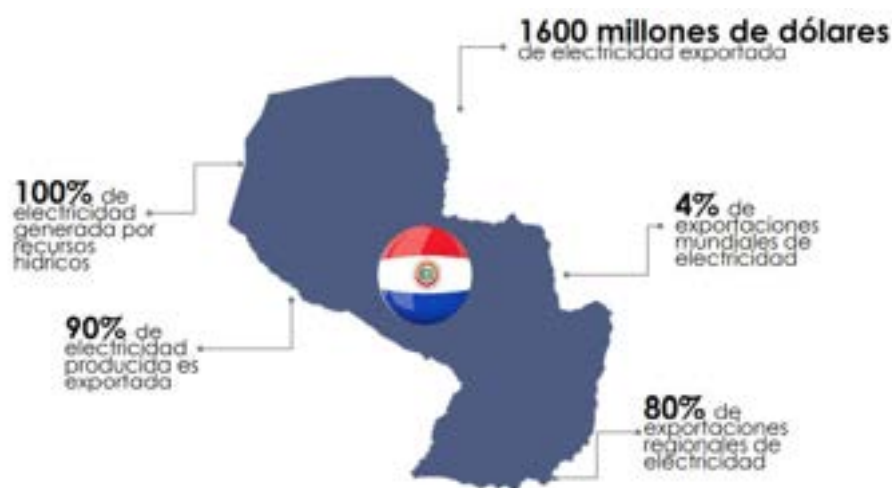 1600 millones de dólares
de electricidad exportada
100% de
electricidad
generada por
recursos
hídricos
4% de
exportaciones
mundiales de
electricidad
90% de
electricidad
producida es
exportada
80% de
exportaciones
regionales de
electricidad